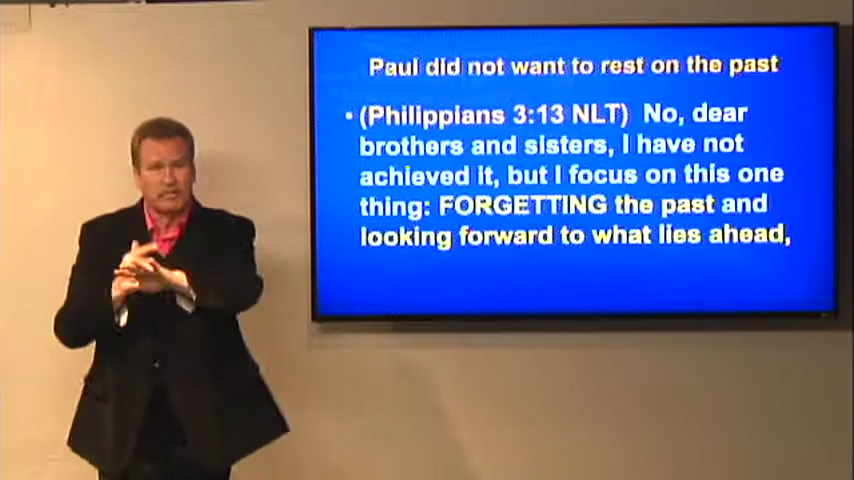 Paul did not want to rest on the past
• (Philippians 3:13 NLT) No, dear
brothers and sisters, I have not
achieved it, but I focus on this one
thing: FORGETTING the past and
looking forward to what lies ahead,